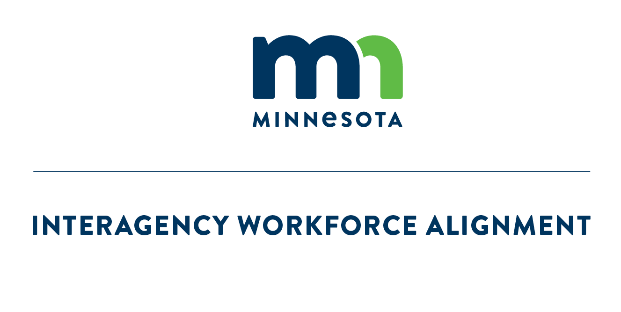 mn
MINNeSOTA
INTERAGENCY WORKFORCE ALIGNMENT